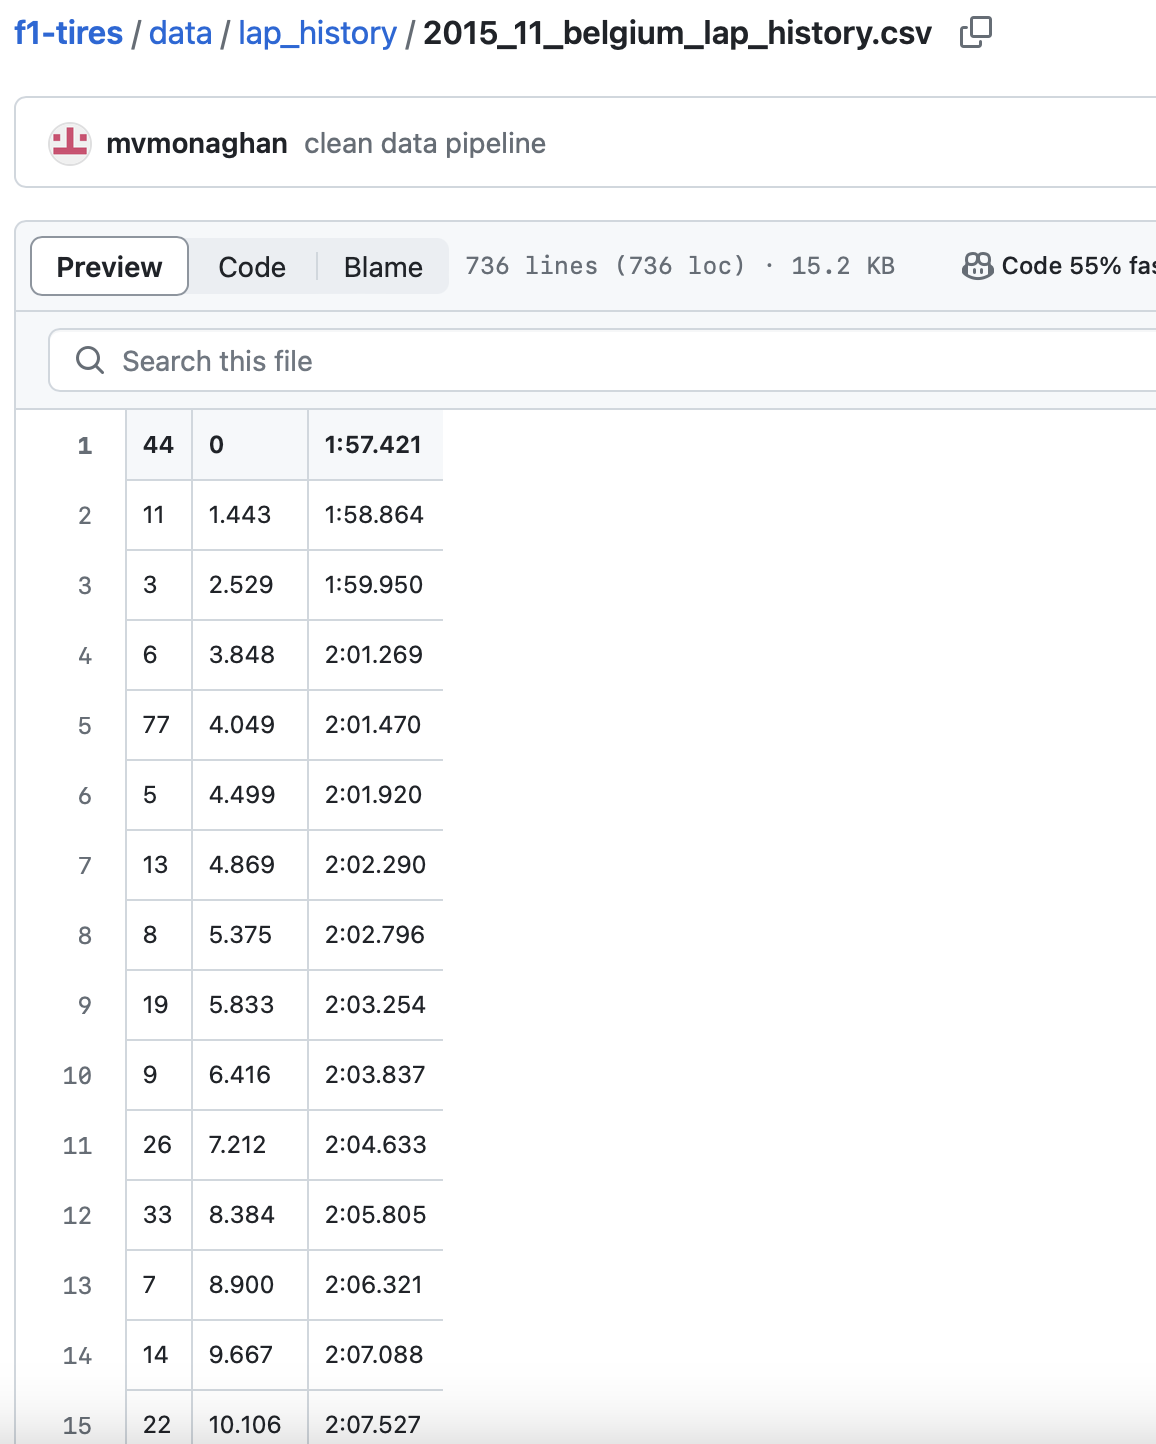 f1-tires / data / lap_history / 2015_11_belgium_lap_history.csv
mvmonaghan clean data pipeline
Preview Code Blame 736 lines (736 loc) · 15.2 KB Code 55% fas
Search this file
1 44 0 1:57.421
2 11 1.443 1:58.864
3 3 2.529 1:59.950
4 6 3.848 2:01.269
5 77 4.049 2:01.470
6 5 4.499 2:01.920
7 13 4.869 2:02.290
8 8 5.375 2:02.796
9 19 5.833 2:03.254
10 9 6.416 2:03.837
11 26 7.212 2:04.633
12 33 8.384 2:05.805
13 7 8.900 2:06.321
14 14 9.667 2:07.088
15 22 10.106 2:07.527